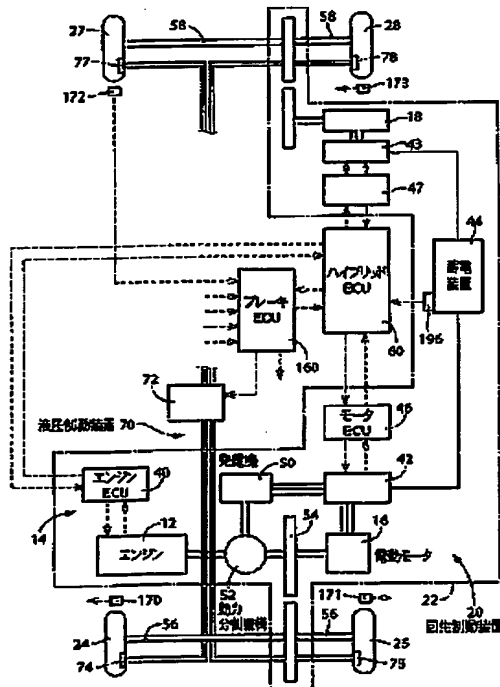 58
58
27
28
77
78
172
173
18
43
47
44
蓄電
装置
ハイブリッド
ECU
ブレーキ
ECU
196
160
60
72
液圧制動装置 70
モータ
ECU
46
発電機
50
42
エンジン
ECU
40
14
12
エンジン
54
16
電動モータ
52
動力
分割機構
20
回生制動装置
22
170
171
24
56
56
25
74
75